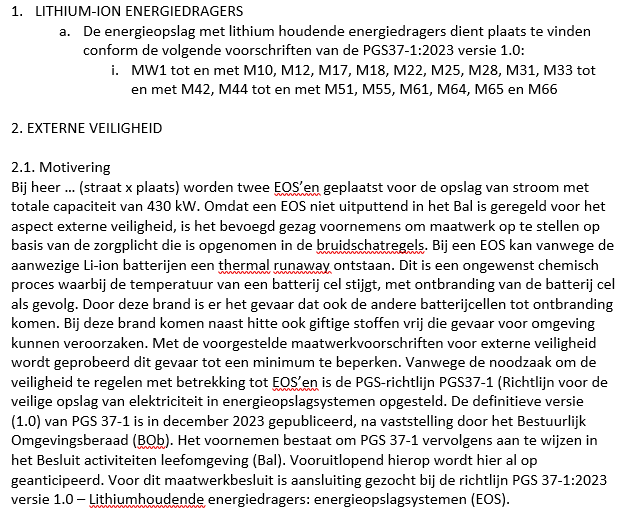 1. LITHIUM-ION ENERGIEDRAGERS
a. De energieopslag met lithium houdende energiedragers dient plaats te vinden
conform de volgende voorschriften van de PGS37-1:2023 versie 1.0:
i. MW1 tot en met M10, M12, M17, M18, M22, M25, M28, M31, M33 tot
en met M42, M44 tot en met M51, M55, M61, M64, M65 en M66
2. EXTERNE VEILIGHEID
2.1. Motivering
Bij heer … (straat x plaats) worden twee EOS’en geplaatst voor de opslag van stroom met
totale capaciteit van 430 kW. Omdat een EOS niet uitputtend in het Bal is geregeld voor het
aspect externe veiligheid, is het bevoegd gezag voornemens om maatwerk op te stellen op
basis van de zorgplicht die is opgenomen in de bruidschatregels. Bij een EOS kan vanwege de
aanwezige Li-ion batterijen een thermal runaway ontstaan. Dit is een ongewenst chemisch
proces waarbij de temperatuur van een batterij cel stijgt, met ontbranding van de batterij cel
als gevolg. Door deze brand is er het gevaar dat ook de andere batterijcellen tot ontbranding
komen. Bij deze brand komen naast hitte ook giftige stoffen vrij die gevaar voor omgeving
kunnen veroorzaken. Met de voorgestelde maatwerkvoorschriften voor externe veiligheid
wordt geprobeerd dit gevaar tot een minimum te beperken. Vanwege de noodzaak om de
veiligheid te regelen met betrekking tot EOS’en is de PGS-richtlijn PGS37-1 (Richtlijn voor de
veilige opslag van elektriciteit in energieopslagsystemen opgesteld. De definitieve versie
(1.0) van PGS 37-1 is in december 2023 gepubliceerd, na vaststelling door het Bestuurlijk
Omgevingsberaad (BOb). Het voornemen bestaat om PGS 37-1 vervolgens aan te wijzen in
het Besluit activiteiten leefomgeving (Bal). Vooruitlopend hierop wordt hier al op
geanticipeerd. Voor dit maatwerkbesluit is aansluiting gezocht bij de richtlijn PGS 37-1:2023
versie 1.0 – Lithiumhoudende energiedragers: energieopslagsystemen (EOS).